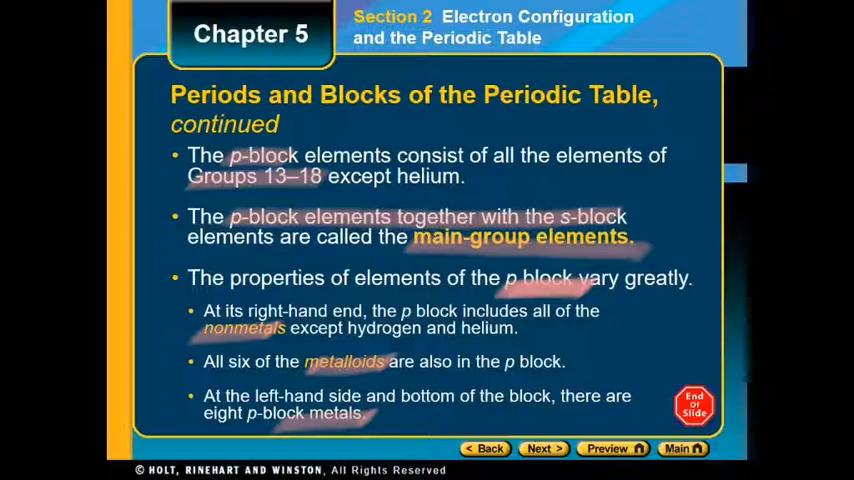 Chapter 5
Section 2 Electron Configuration
and the Periodic Table
Periods and Blocks of the Periodic Table,
continued
• The p-block elements consist of all the elements of
Groups 13–18 except helium.
• The p-block elements together with the s-block
elements are called the main-group elements.
• The properties of elements of the p block vary greatly.
• At its right-hand end, the p block includes all of the
nonmetals except hydrogen and helium.
• All six of the metalloids are also in the p block.
• At the left-hand side and bottom of the block, there are
eight p-block metals.
End
Of
Slide
< Back
Next >
Preview
Main
© HOLT, RINEHART AND WINSTON, All Rights Reserved